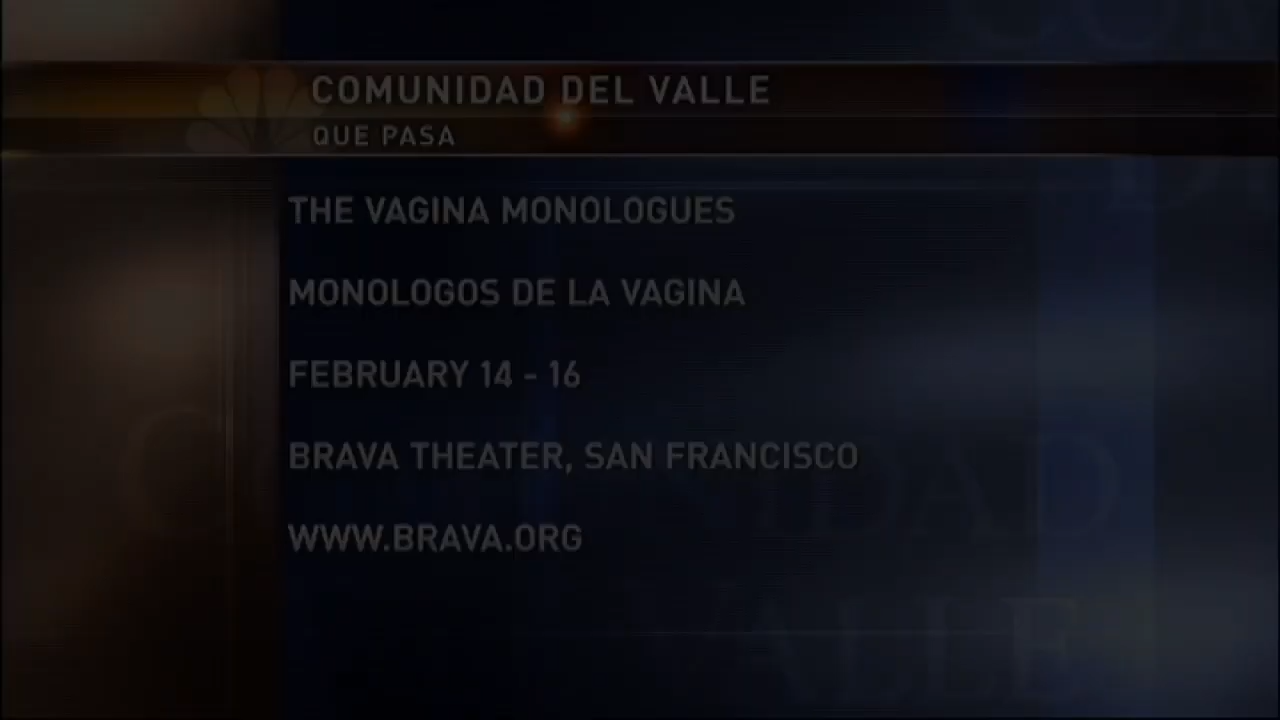 COMUNIDAD DEL VALLE
QUE PASA
THE VAGINA MONOLOGUES
MONOLOGOS DE LA VAGINA
FEBRUARY 14 - 16
BRAVA THEATER, SAN FRANCISCO
WWW.BRAVA.ORG